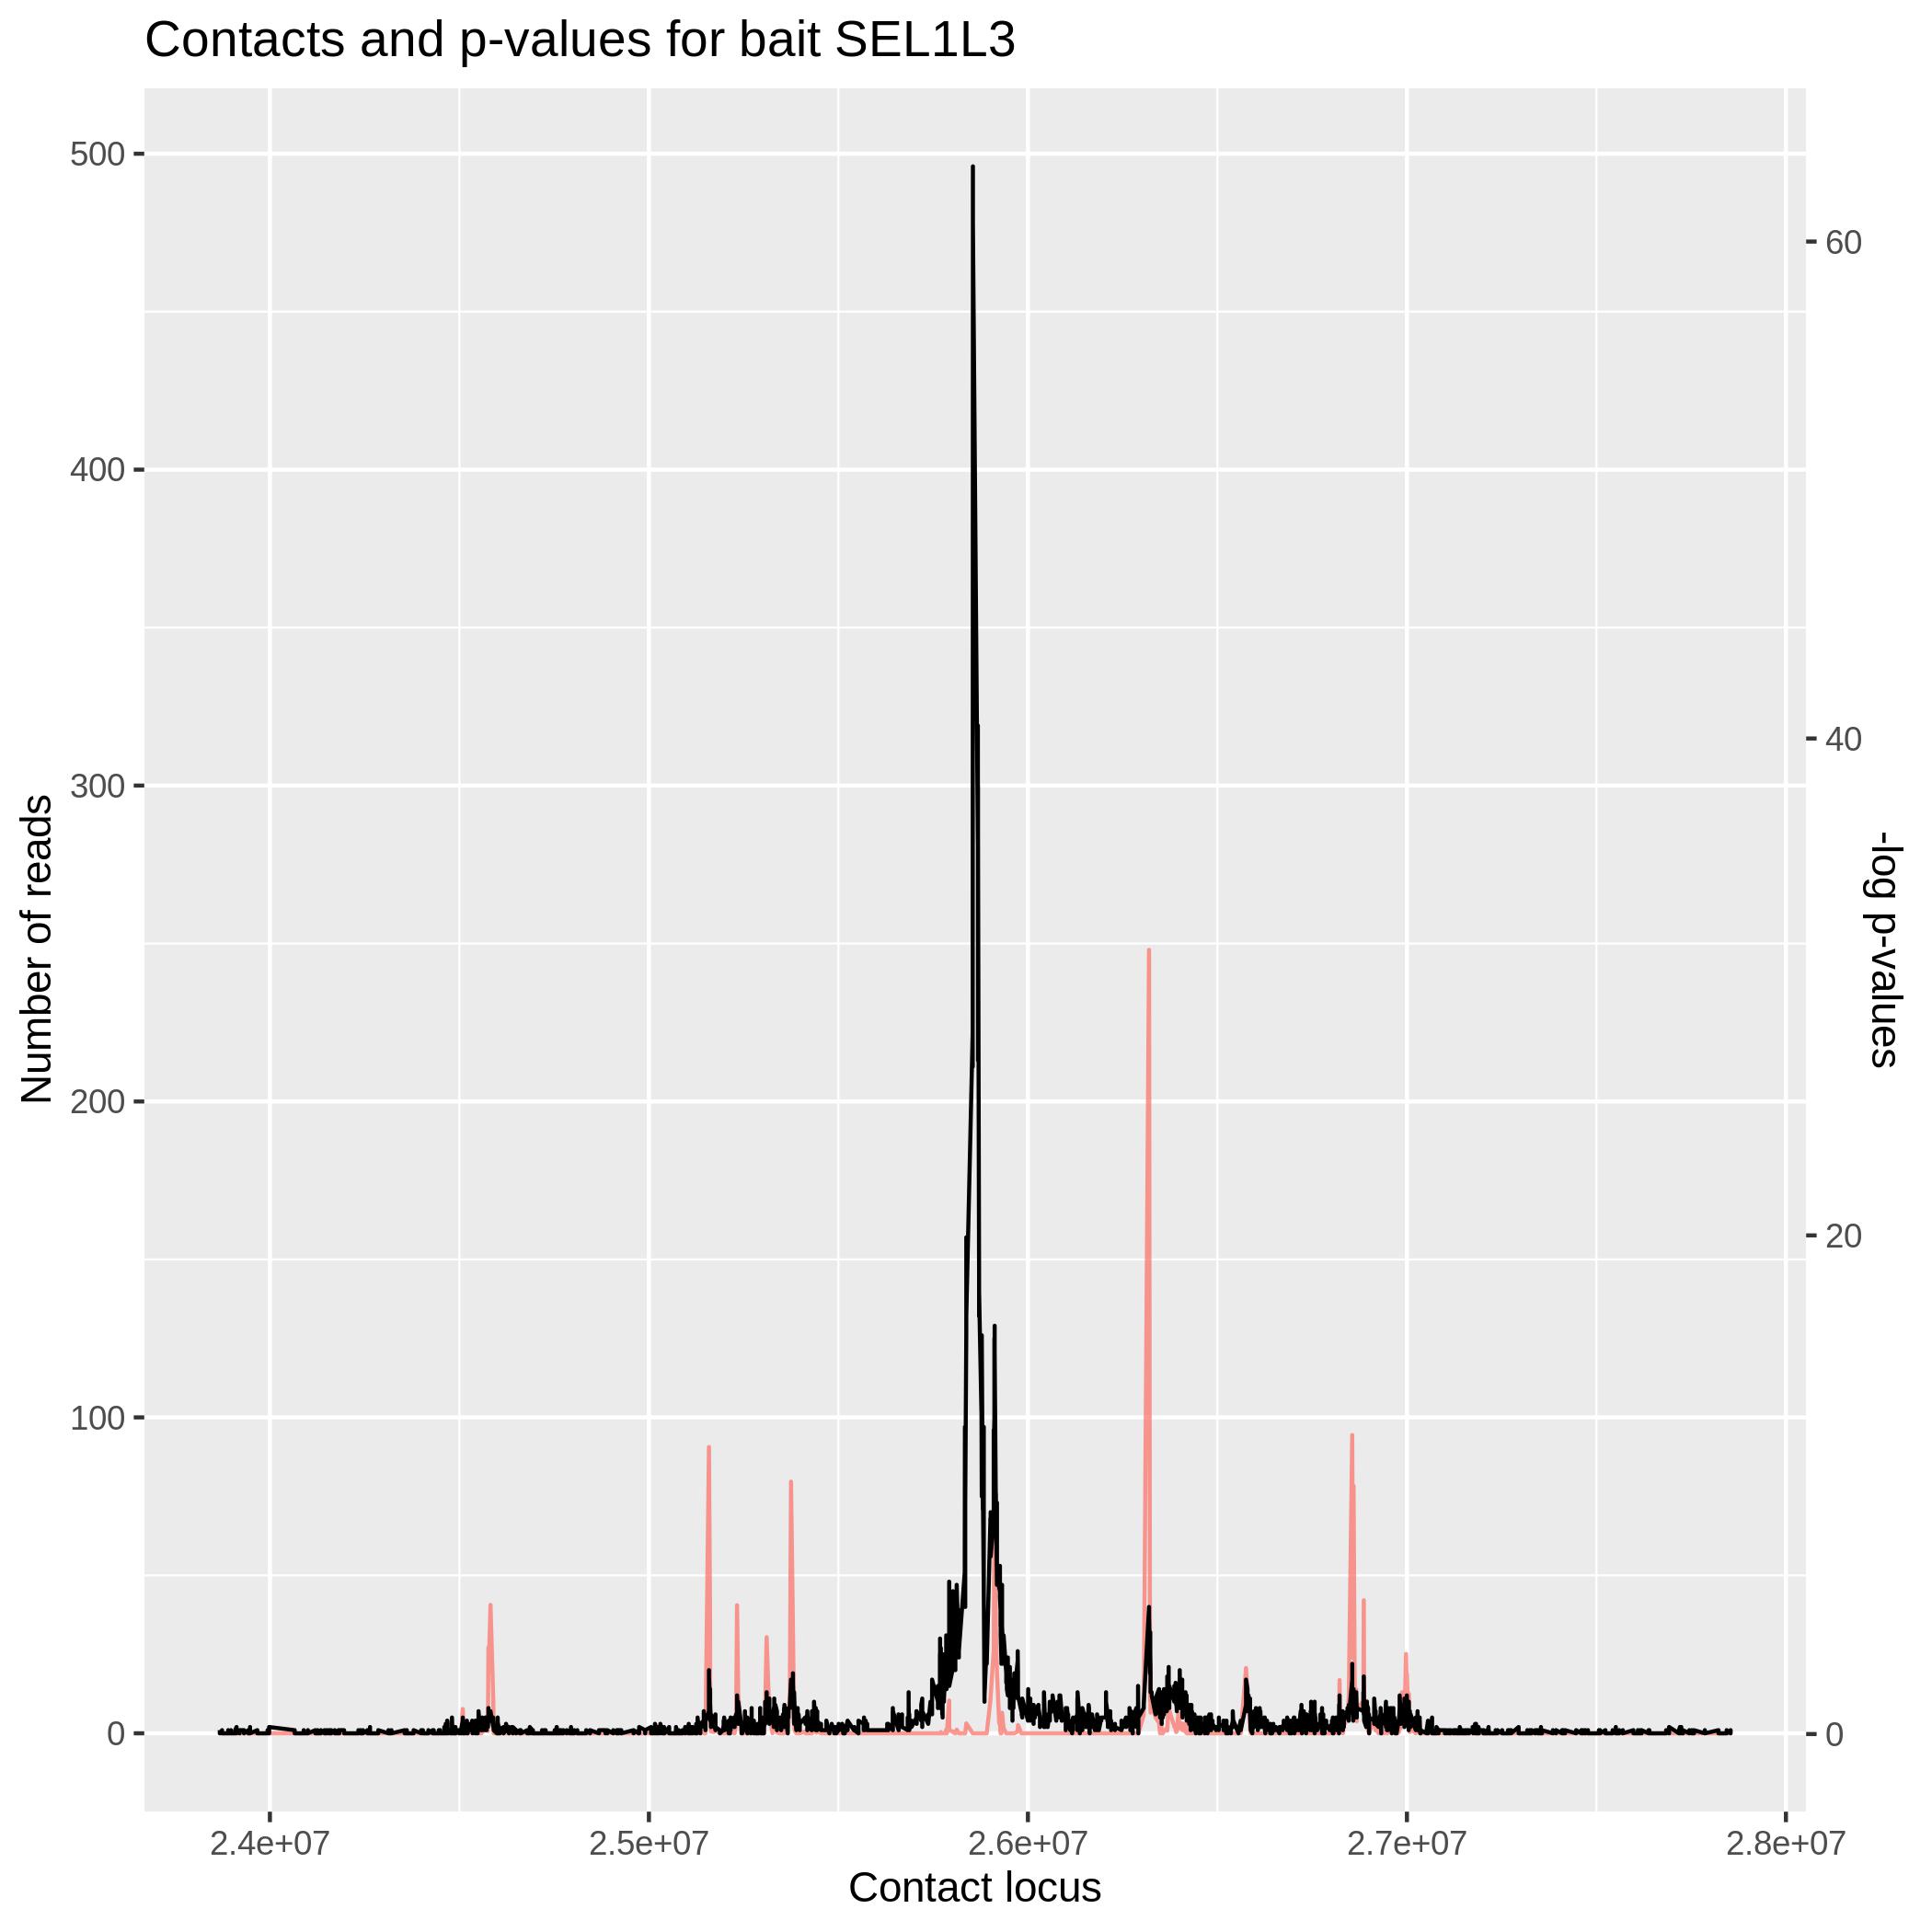 Contacts and p-values for bait SEL1L3
500
400
300
200
100
0
Number of reads
60
40
20
0
-log p-values
2.4e+07
2.5e+07
2.6e+07
2.7e+07
2.8e+07
Contact locus